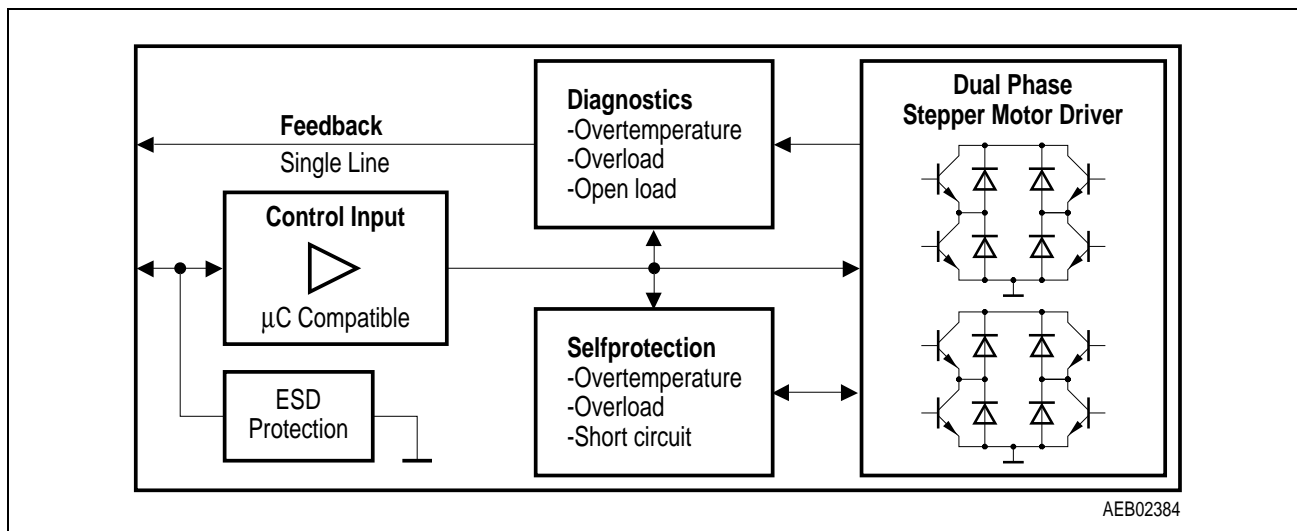 Feedback
Single Line
Control Input
μC Compatible
ESD
Protection
Diagnostics
-Overtemperature
-Overload
-Open load
Selfprotection
-Overtemperature
-Overload
-Short circuit
Dual Phase
Stepper Motor Driver
AEB02384